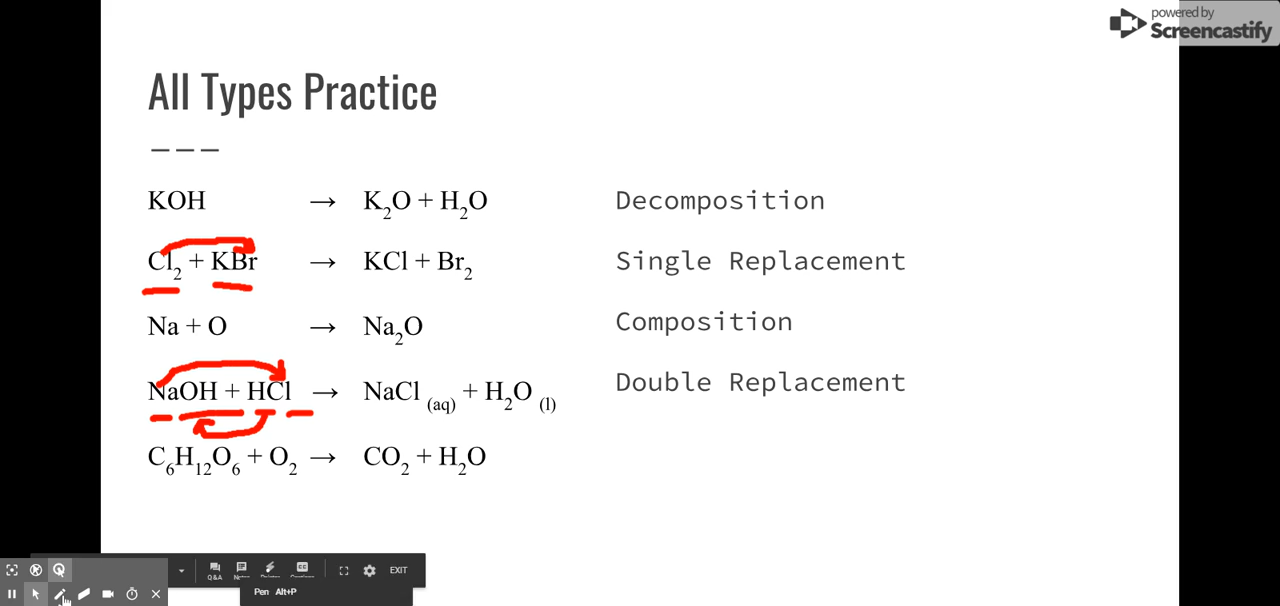 powered by
Screencastify
All Types Practice
KOH → K₂O + H₂O Decomposition
Cl₂ + KBr → KCl + Br₂ Single Replacement
Na + O → Na₂O Composition
NaOH + HCl → NaCl (aq) + H₂O (l) Double Replacement
C₆H₁₂O₆ + O₂ → CO₂ + H₂O
Q&A EXIT
Pen Alt+P